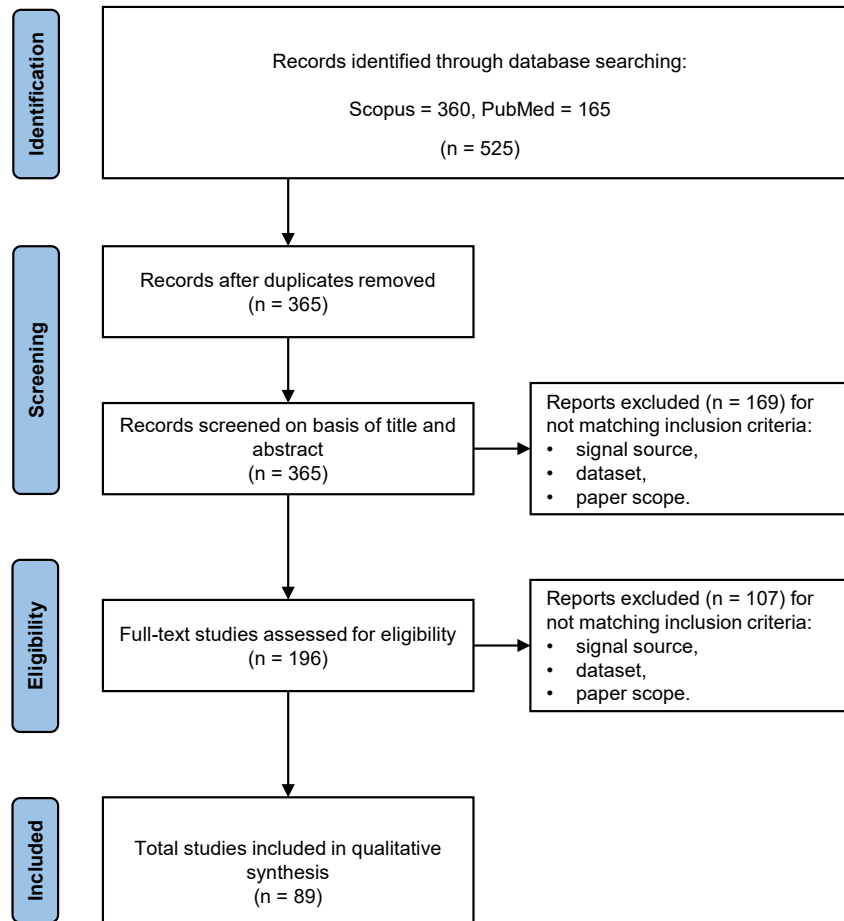 Identification
Records identified through database searching:
Scopus = 360, PubMed = 165
(n = 525)
Screening
Records after duplicates removed
(n = 365)
Records screened on basis of title and
abstract
(n = 365)
Reports excluded (n = 169) for
not matching inclusion criteria:
• signal source,
• dataset,
• paper scope.
Eligibility
Full-text studies assessed for eligibility
(n = 196)
Reports excluded (n = 107) for
not matching inclusion criteria:
• signal source,
• dataset,
• paper scope.
Included
Total studies included in qualitative
synthesis
(n = 89)